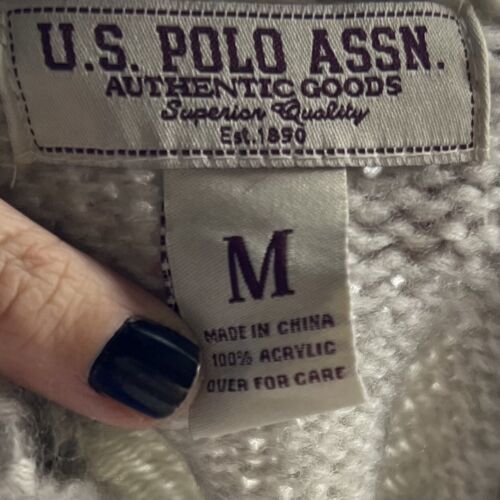 U.S. POLO ASSN.
AUTHENTIC GOODS
Superior Quality
Est.1890
M
MADE IN CHINA
100% ACRYLIC
OVER FOR CARE